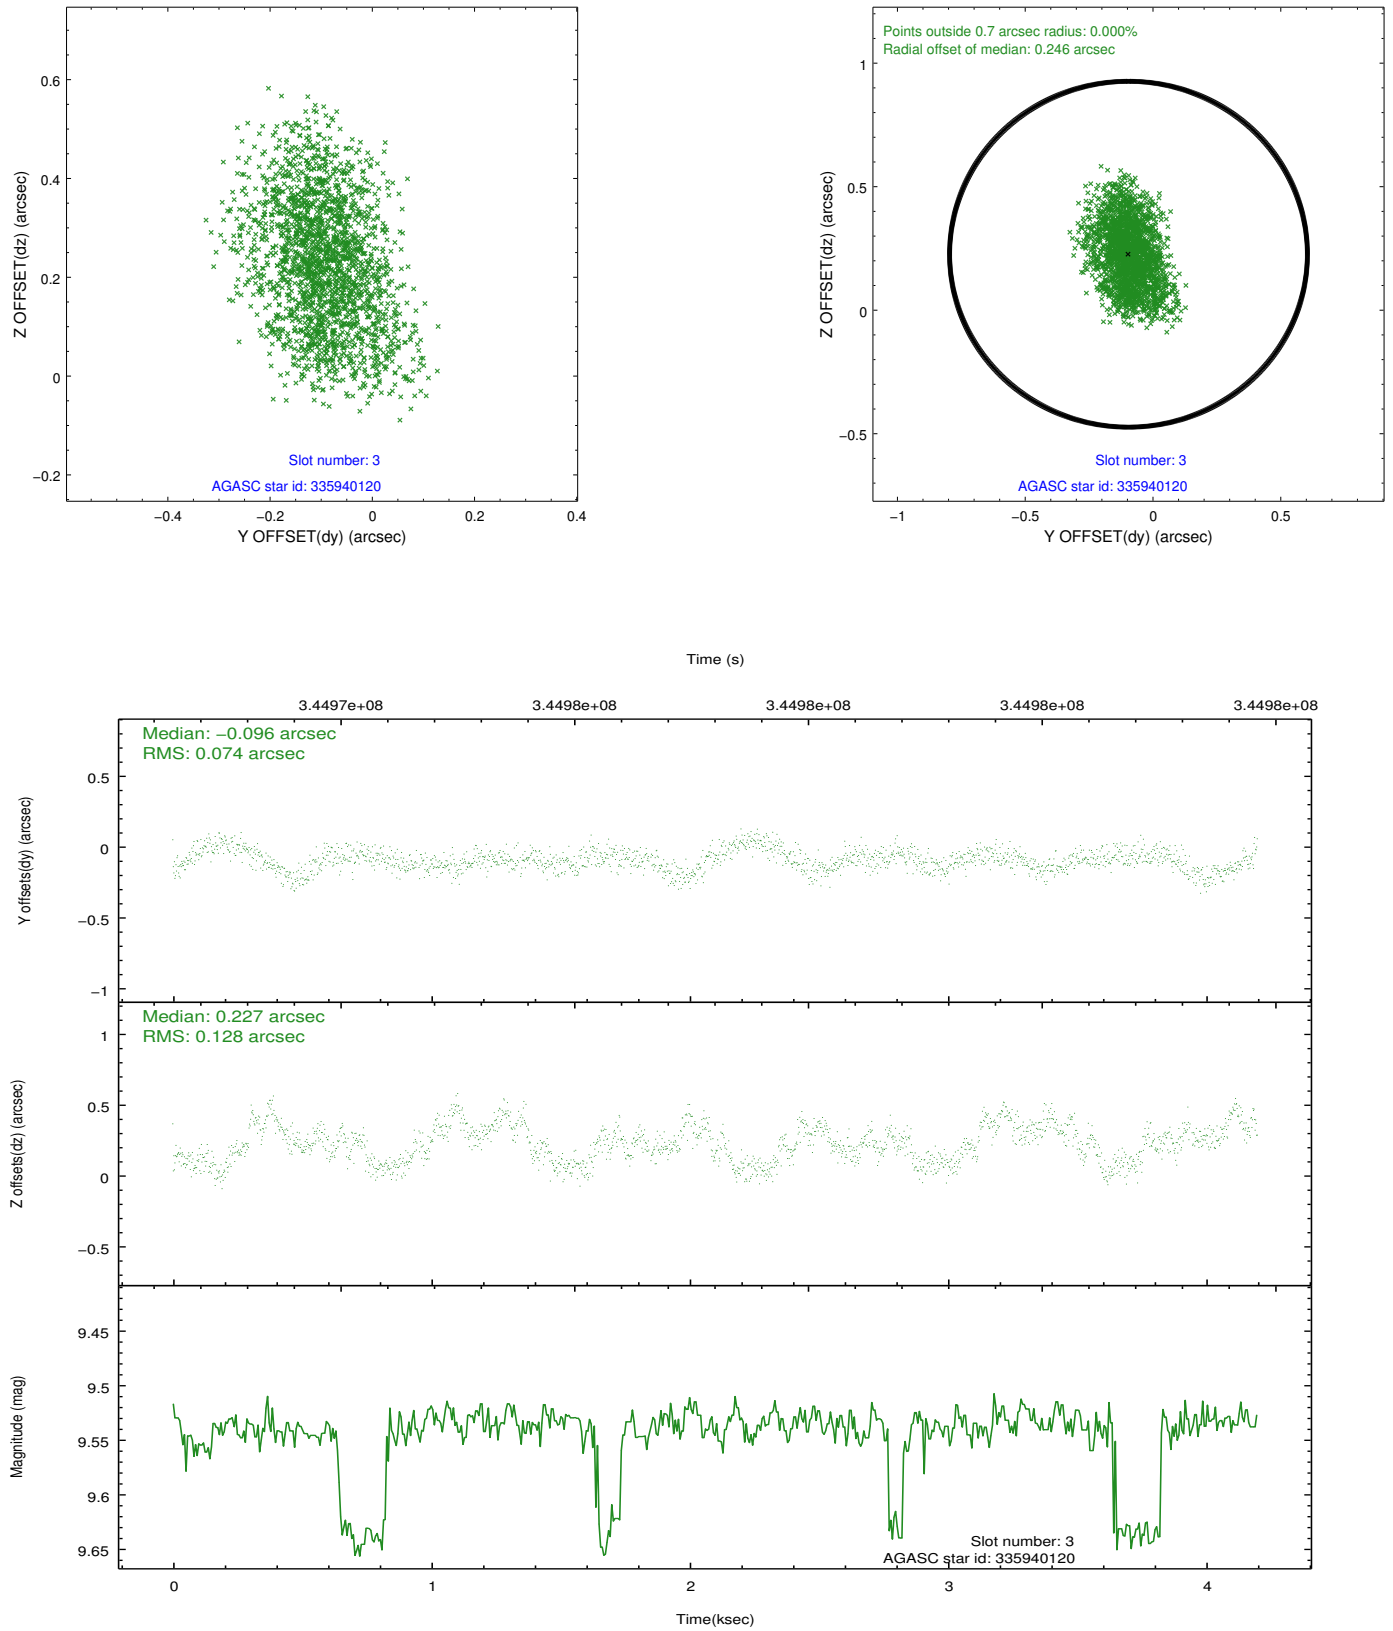 0.6
0.4
0.2
0
−0.2
Z OFFSET(dz) (arcsec)
Slot number: 3
AGASC star id: 335940120
−0.4 −0.2 0 0.2 0.4
Y OFFSET(dy) (arcsec)
Points outside 0.7 arcsec radius: 0.000%
Radial offset of median: 0.246 arcsec
1
0.5
0
−0.5
Z OFFSET(dz) (arcsec)
Slot number: 3
AGASC star id: 335940120
−1 −0.5 0 0.5
Y OFFSET(dy) (arcsec)
Time (s)
3.4497e+08 3.4498e+08 3.4498e+08 3.4498e+08 3.4498e+08
Median: −0.096 arcsec
RMS: 0.074 arcsec
0.5
0
−0.5
−1
Y offsets(dy) (arcsec)
Median: 0.227 arcsec
RMS: 0.128 arcsec
1
0.5
0
−0.5
Z offsets(dz) (arcsec)
9.45
9.5
9.55
9.6
9.65
Magnitude (mag)
Slot number: 3
AGASC star id: 335940120
0 1 2 3 4
Time(ksec)